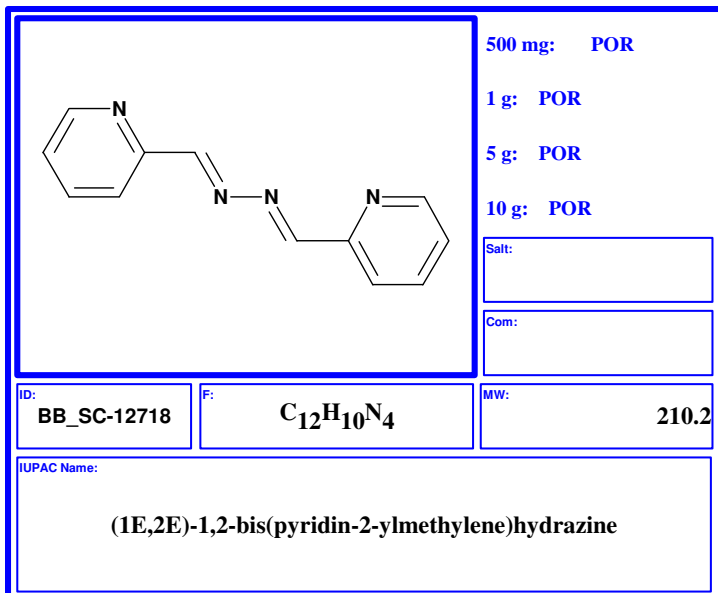 500 mg: POR
1 g: POR
5 g: POR
10 g: POR
N
N N
N
Salt:
Com:
ID:
BB_SC-12718
F:
C12H10N4
MW:
210.2
IUPAC Name:
(1E,2E)-1,2-bis(pyridin-2-ylmethylene)hydrazine